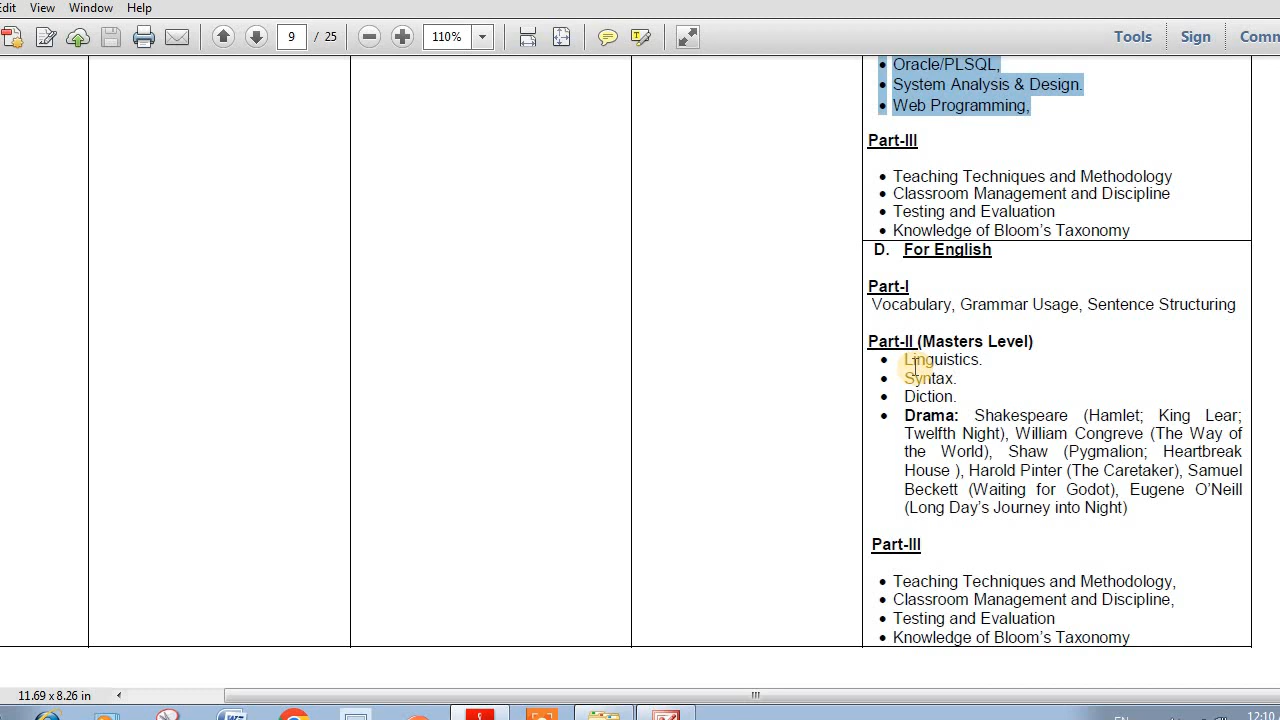 Edit View Window Help
9 / 25 110% Tools Sign
• Oracle/PLSQL,
• System Analysis & Design.
• Web Programming,
Part-III
• Teaching Techniques and Methodology
• Classroom Management and Discipline
• Testing and Evaluation
• Knowledge of Bloom’s Taxonomy
D. For English
Part-I
Vocabulary, Grammar Usage, Sentence Structuring
Part-II (Masters Level)
• Linguistics.
• Syntax.
• Diction.
• Drama: Shakespeare (Hamlet; King Lear;
Twelfth Night), William Congreve (The Way of
the World), Shaw (Pygmalion; Heartbreak
House ), Harold Pinter (The Caretaker), Samuel
Beckett (Waiting for Godot), Eugene O’Neill
(Long Day’s Journey into Night)
Part-III
• Teaching Techniques and Methodology,
• Classroom Management and Discipline,
• Testing and Evaluation
• Knowledge of Bloom’s Taxonomy
11.69 x 8.26 in
12:10